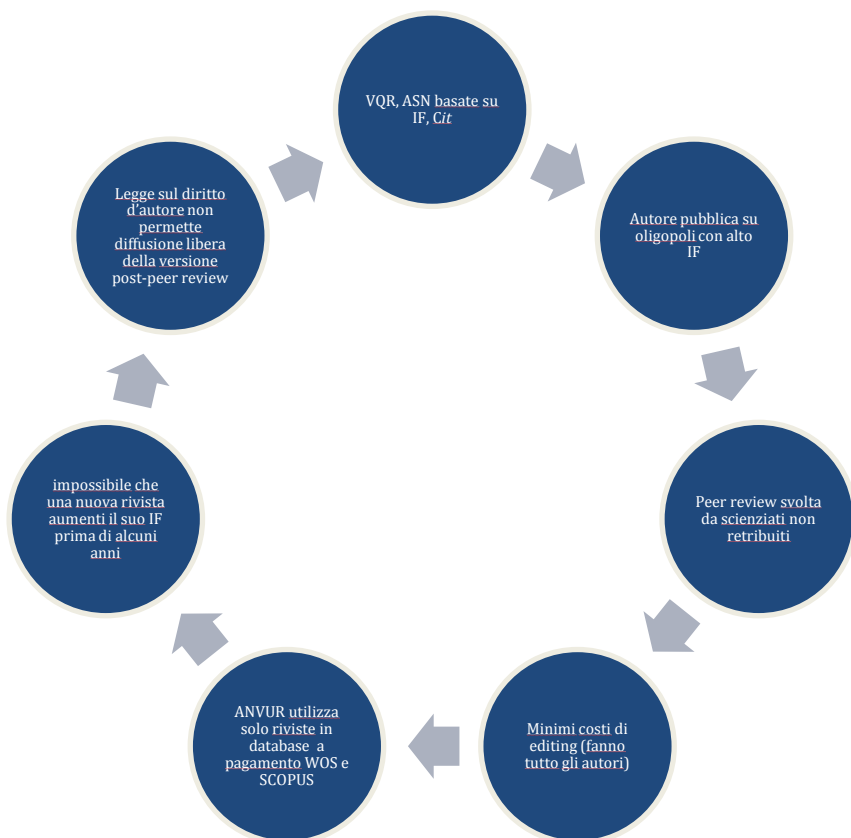 VQR, ASN basate su
IF, Cit
Autore pubblica su
oligopoli con alto
IF
Peer review svolta
da scienziati non
retribuiti
Minimi costi di
editing (fanno
tutto gli autori)
ANVUR utilizza
solo riviste in
database a
pagamento WOS e
SCOPUS
impossibile che
una nuova rivista
aumenti il suo IF
prima di alcuni
anni
Legge sul diritto
d'autore non
permette
diffusione libera
della versione
post-peer review